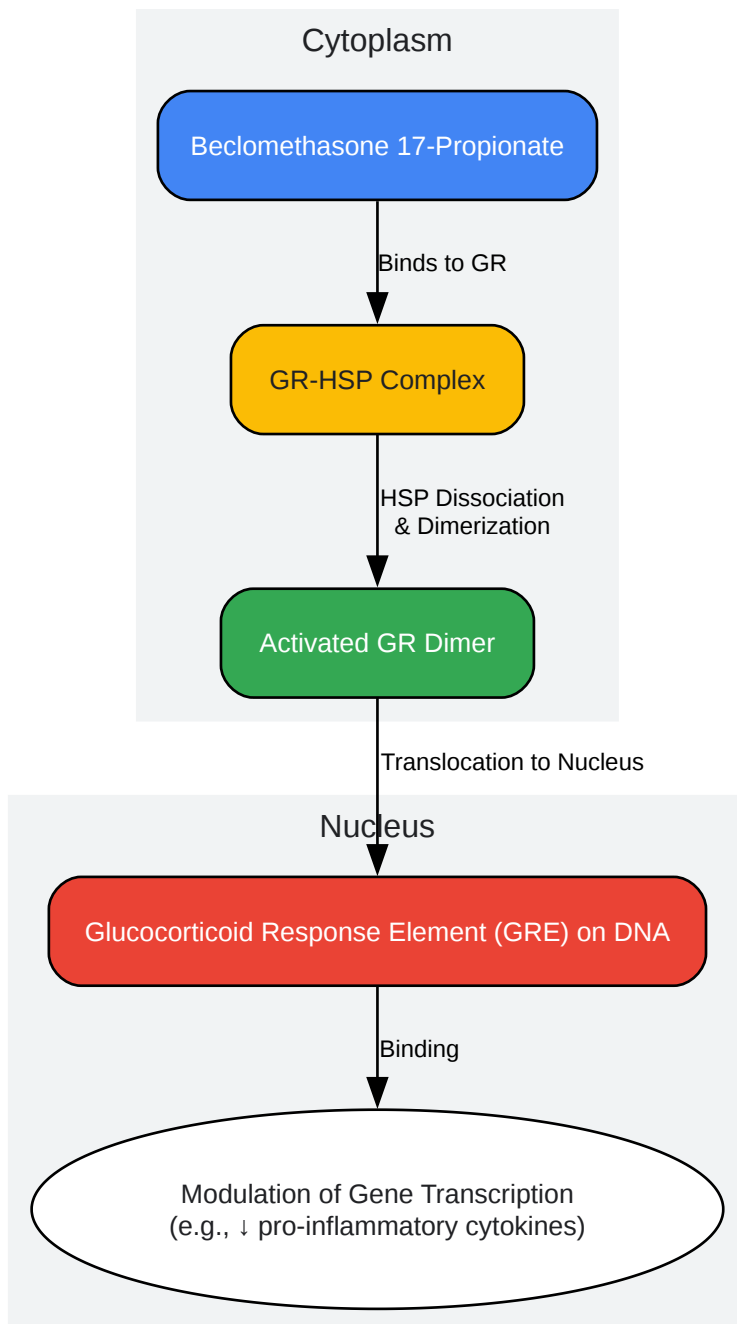 Cytoplasm
Beclomethasone 17-Propionate
Binds to GR
GR-HSP Complex
HSP Dissociation
& Dimerization
Activated GR Dimer
Translocation to Nucleus
Nucleus
Glucocorticoid Response Element (GRE) on DNA
Binding
Modulation of Gene Transcription
(e.g., ↓ pro-inflammatory cytokines)